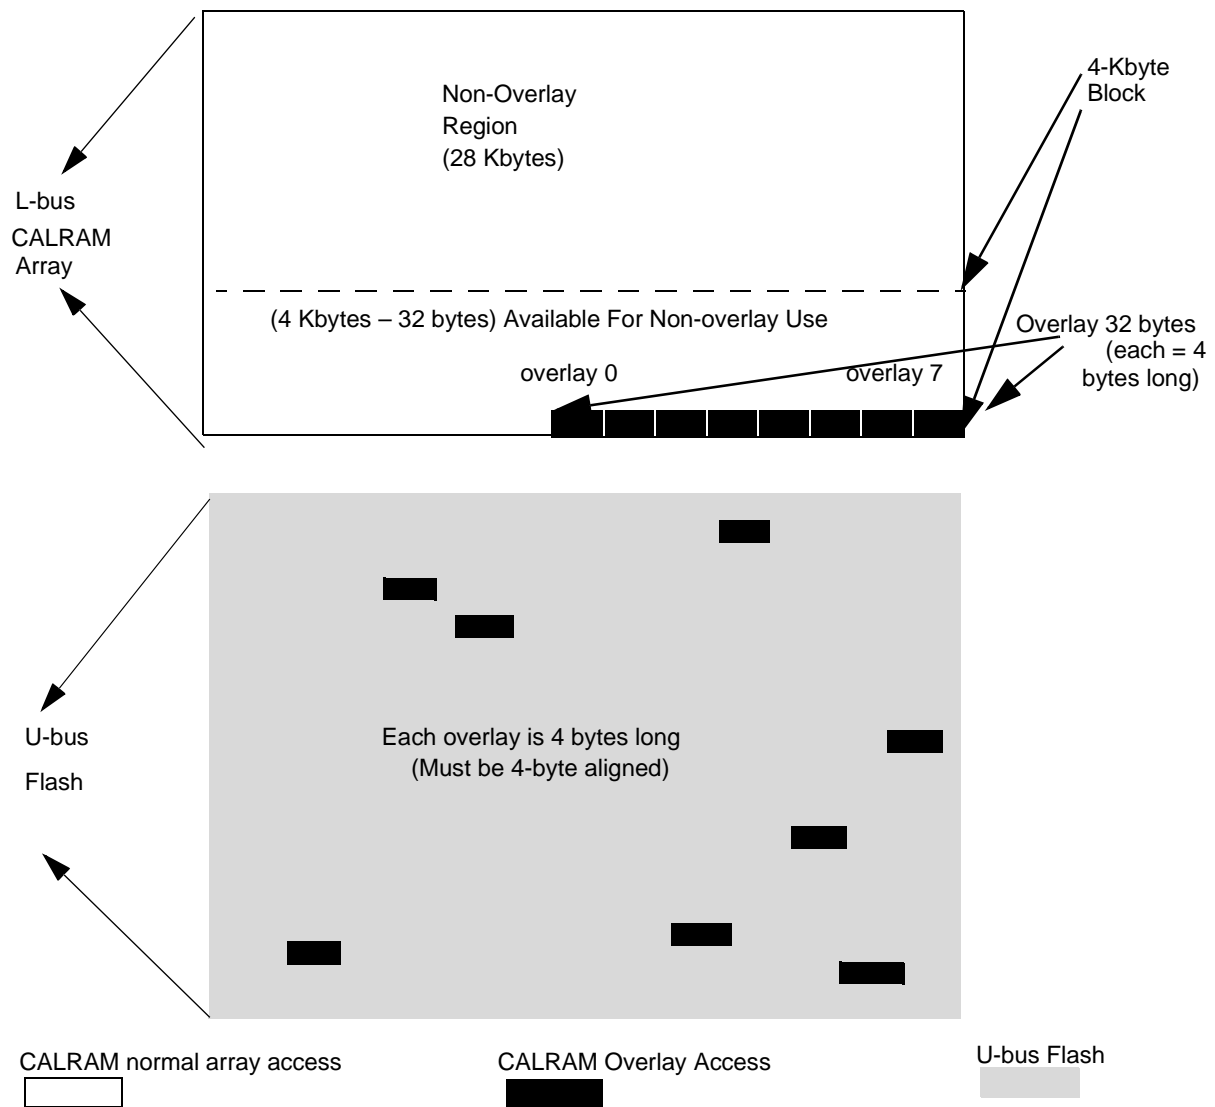 Non-Overlay
Region
(28 Kbytes)
4-Kbyte
Block
L-bus
CALRAM
Array
(4 Kbytes – 32 bytes) Available For Non-overlay Use
Overlay 32 bytes
(each = 4
bytes long)
overlay 0
overlay 7
U-bus
Flash
Each overlay is 4 bytes long
(Must be 4-byte aligned)
CALRAM normal array access
CALRAM Overlay Access
U-bus Flash